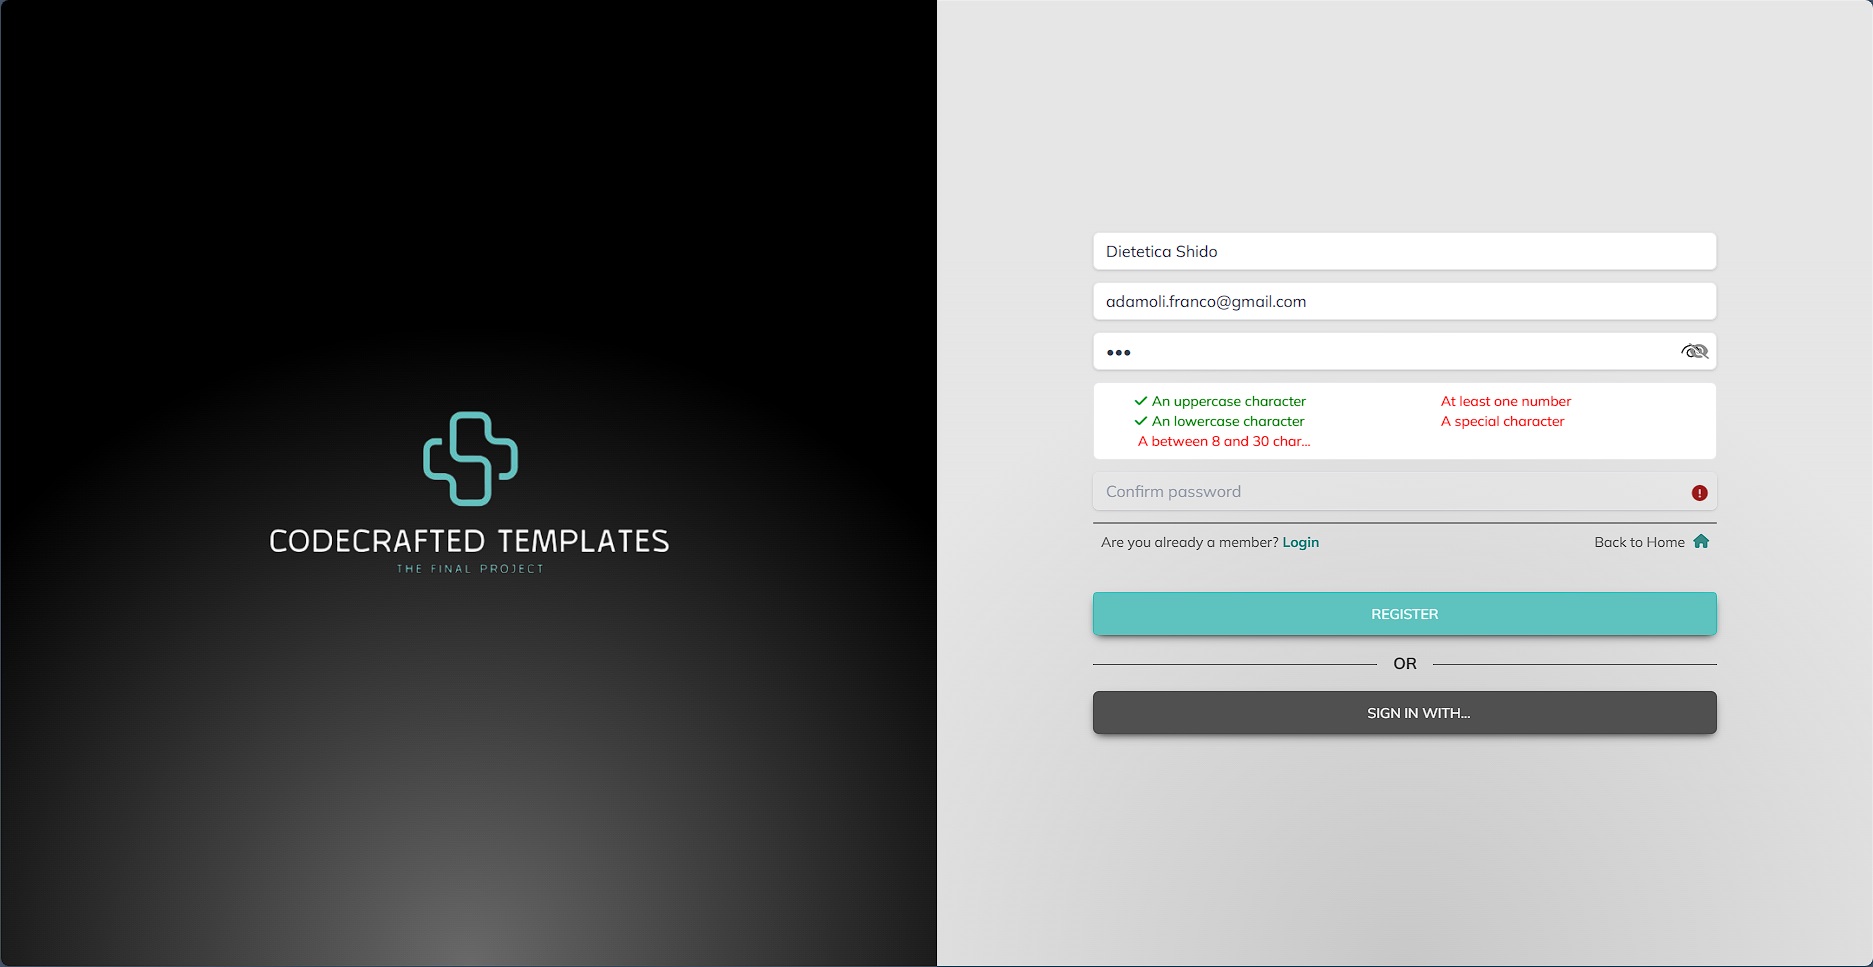 CODECRAFTED TEMPLATES
THE FINAL PROJECT
Dietetica Shido
adamoli.franco@gmail.com
An uppercase character
At least one number
An lowercase character
A special character
A between 8 and 30 char...
Confirm password
Are you already a member? Login
Back to Home
REGISTER
OR
SIGN IN WITH...